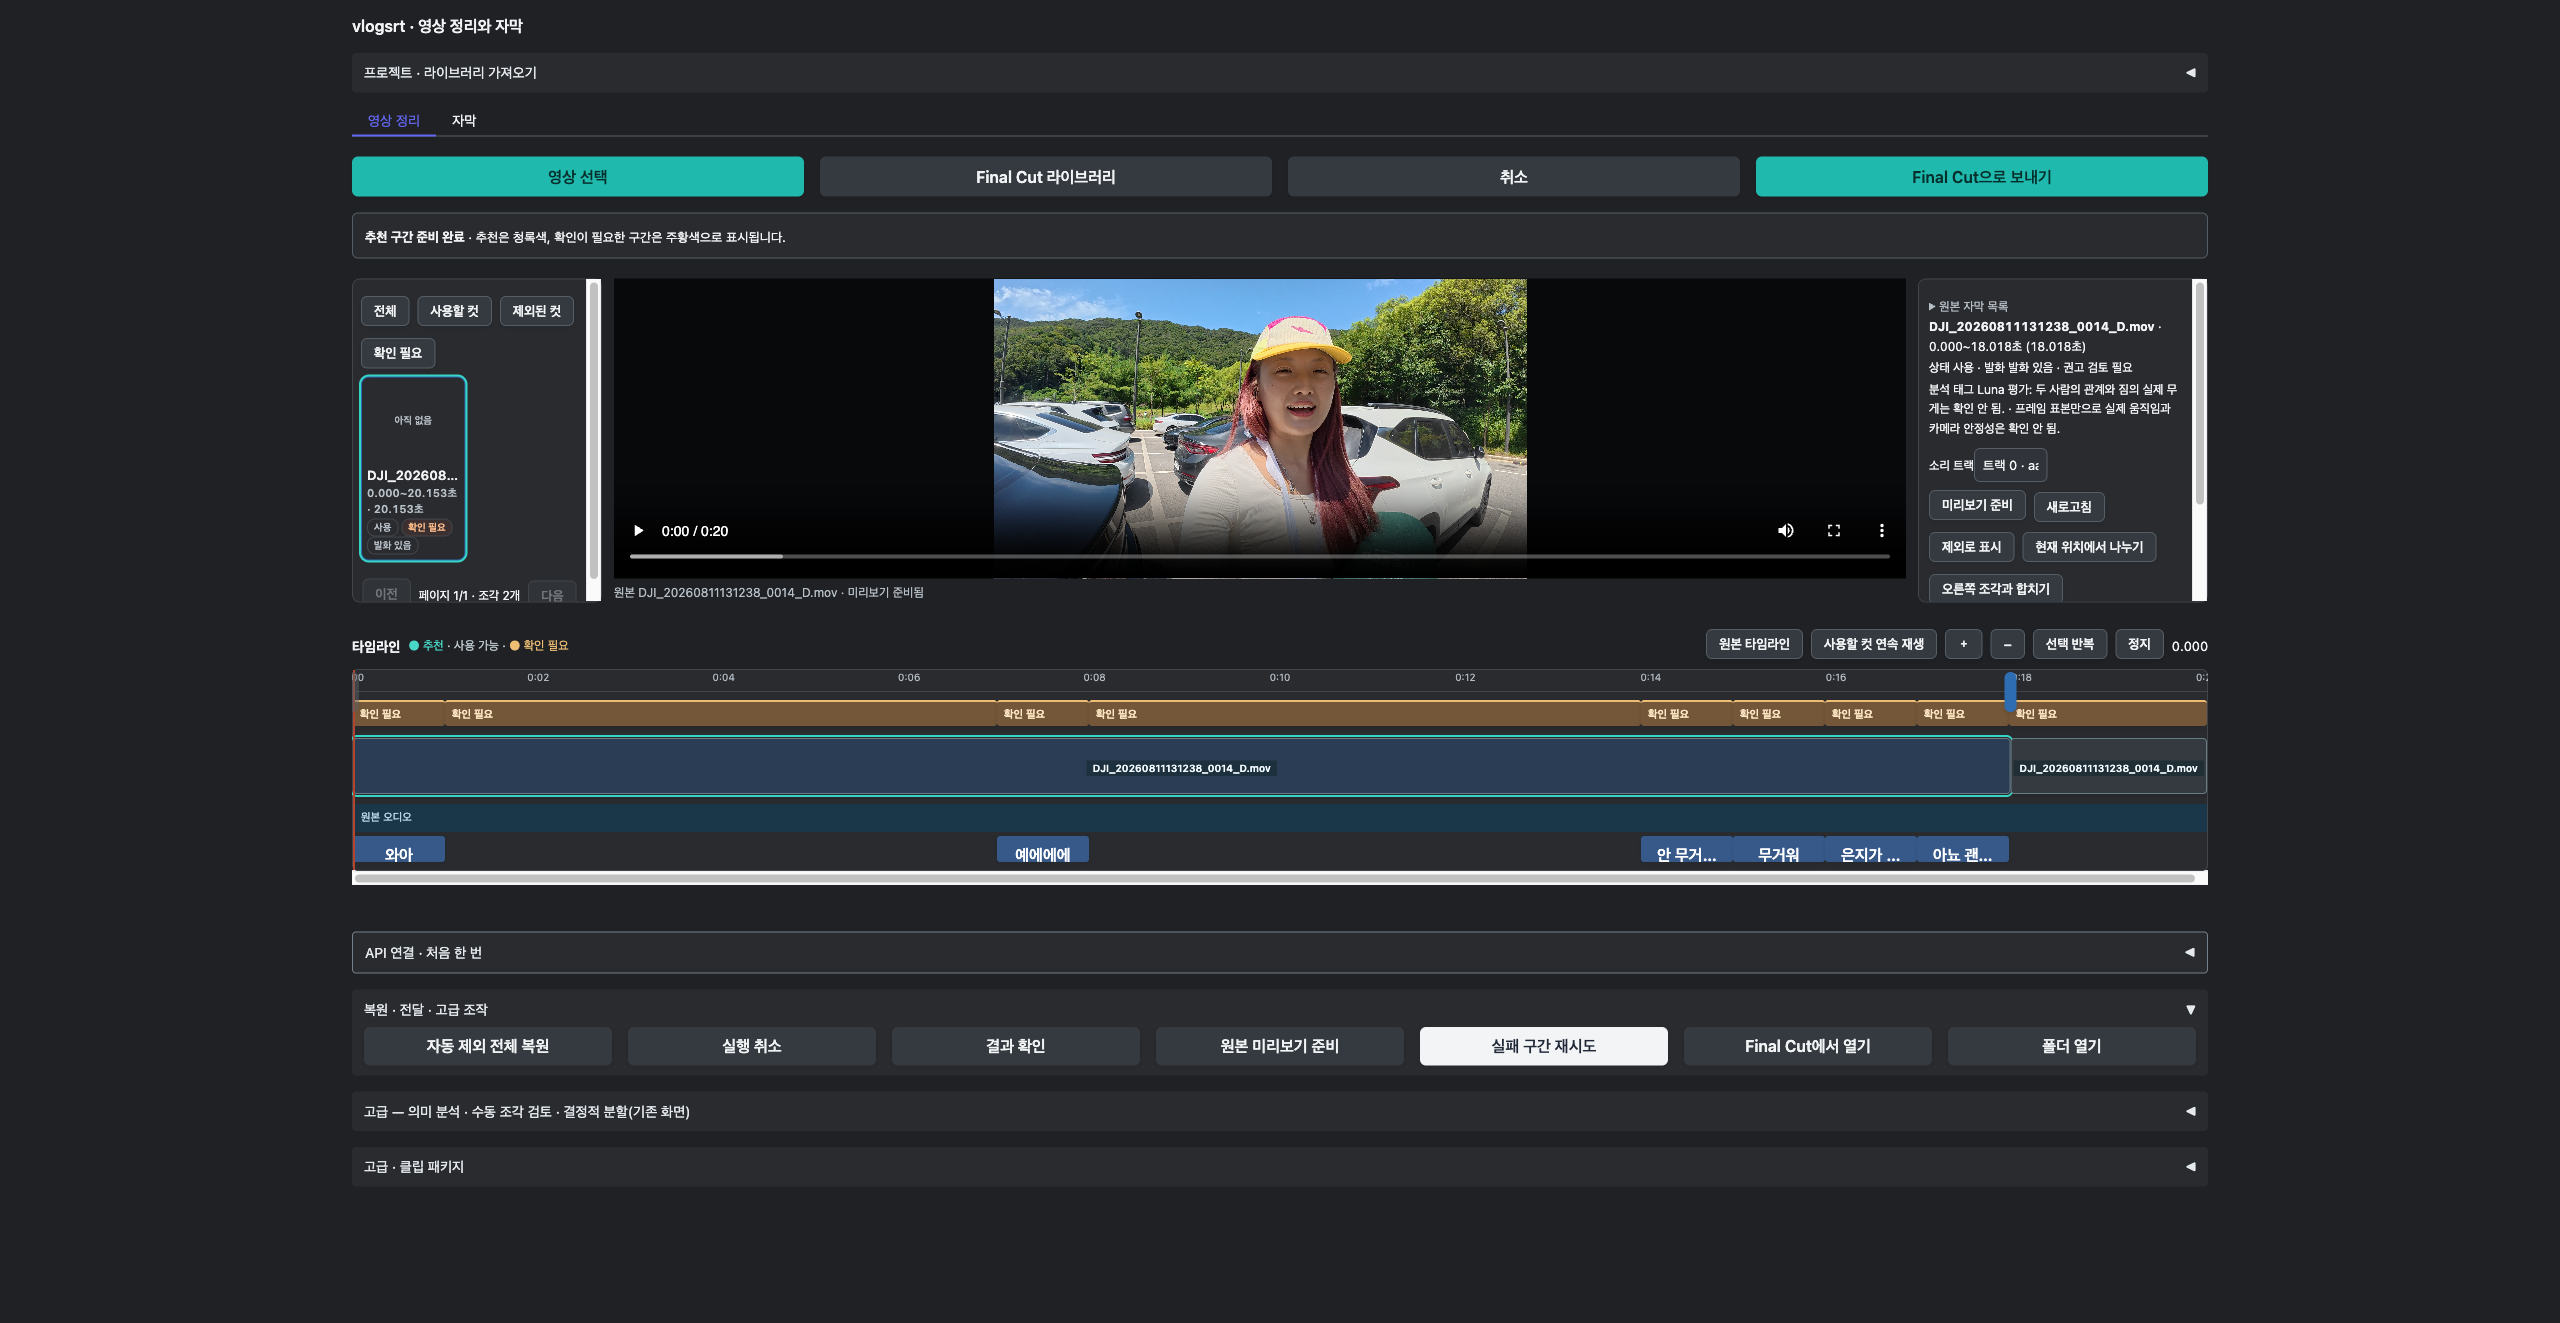 vlogsrt · 영상 정리와 자막
프로젝트 · 라이브러리 가져오기
영상 정리 자막
영상 선택 Final Cut 라이브러리 취소 Final Cut으로 보내기
추천 구간 준비 완료 · 추천은 청록색, 확인이 필요한 구간은 주황색으로 표시됩니다.
전체 사용할 컷 제외된 컷
확인 필요
아직 없음
DJI_202608...
0.000~20.153초
· 20.153초
사용 확인 필요
발화 있음
이전 페이지 1/1 · 조각 2개 다음
0:00 / 0:20
원본 DJI_20260811131238_0014_D.mov · 미리보기 준비됨
▶ 원본 자막 목록
DJI_20260811131238_0014_D.mov ·
0.000~18.018초 (18.018초)
상태 사용 · 발화 발화 있음 · 권고 검토 필요
분석 태그 Luna 평가: 두 사람의 관계와 짐의 실제 무
게는 확인 안 됨. · 프레임 표본만으로 실제 움직임과
카메라 안정성은 확인 안 됨.
소리 트랙 트랙 0 · aa
미리보기 준비 새로고침
제외로 표시 현재 위치에서 나누기
오른쪽 조각과 합치기
타임라인 ● 추천 · 사용 가능 · ● 확인 필요
원본 타임라인 사용할 컷 연속 재생 + − 선택 반복 정지 0.000
00 0:02 0:04 0:06 0:08 0:10 0:12 0:14 0:16 :18 0:2
확인 필요 확인 필요 확인 필요 확인 필요 확인 필요 확인 필요 확인 필요 확인 필요 확인 필요
DJI_20260811131238_0014_D.mov DJI_20260811131238_0014_D.mov
원본 오디오
와아 예에에에 안 무거... 무거워 은지가 ... 아뇨 괜...
API 연결 · 처음 한 번
복원 · 전달 · 고급 조작
자동 제외 전체 복원 실행 취소 결과 확인 원본 미리보기 준비 실패 구간 재시도 Final Cut에서 열기 폴더 열기
고급 — 의미 분석 · 수동 조각 검토 · 결정적 분할(기존 화면)
고급 · 클립 패키지